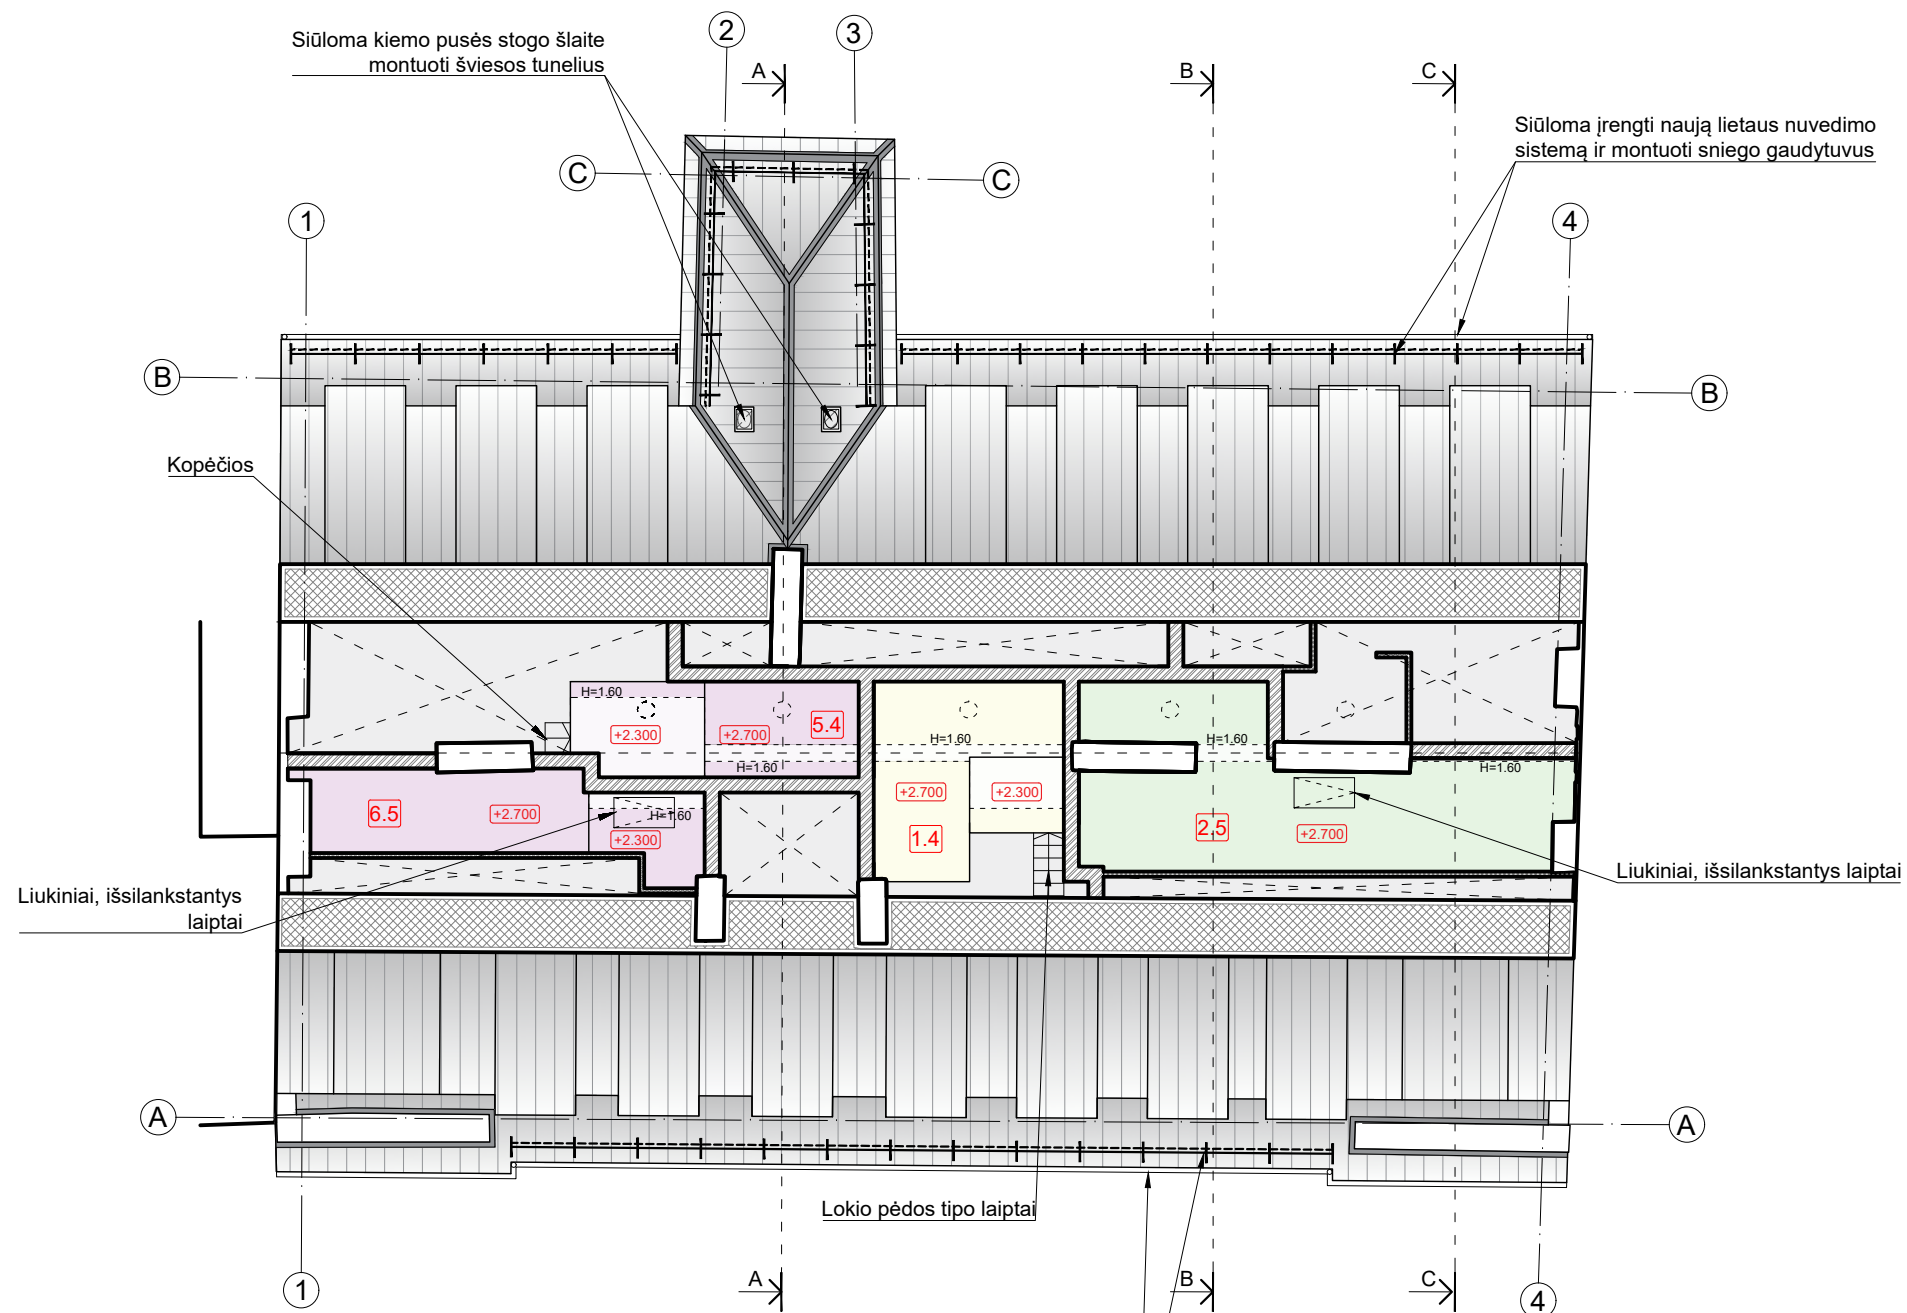 Siūloma kiemo pusės stogo šlaite
montuoti šviesos tunelius
2
3
A
B
C
Siūloma įrengti naują lietaus nuvedimo
sistemą ir montuoti sniego gaudytuvus
C
C
1
4
B
B
Kopėčios
H=1.60
+2.300
+2.700
5.4
H=1.60
H=1.60
H=1.60
H=1.60
6.5
+2.700
H=1.60
+2.300
+2.700
+2.300
1.4
2.5
+2.700
Liukiniai, išsilankstantys
laiptai
Liukiniai, išsilankstantys laiptai
A
A
Lokio pėdos tipo laiptai
1
A
B
C
4